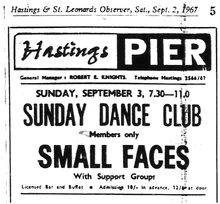 Hastings & St. Leonards Observer, Sat., Sept. 2, 1967 5
Hastings PIER
General Manager: ROBERT E. KNIGHTS. Telephone Hastings 2566/67
SUNDAY, SEPTEMBER 3, 7.30—11.0
SUNDAY DANCE CLUB
Members only
SMALL FACES
With Support Groups
Licensed Bar and Buffet • Admission: 10/- in advance, 12/- at door